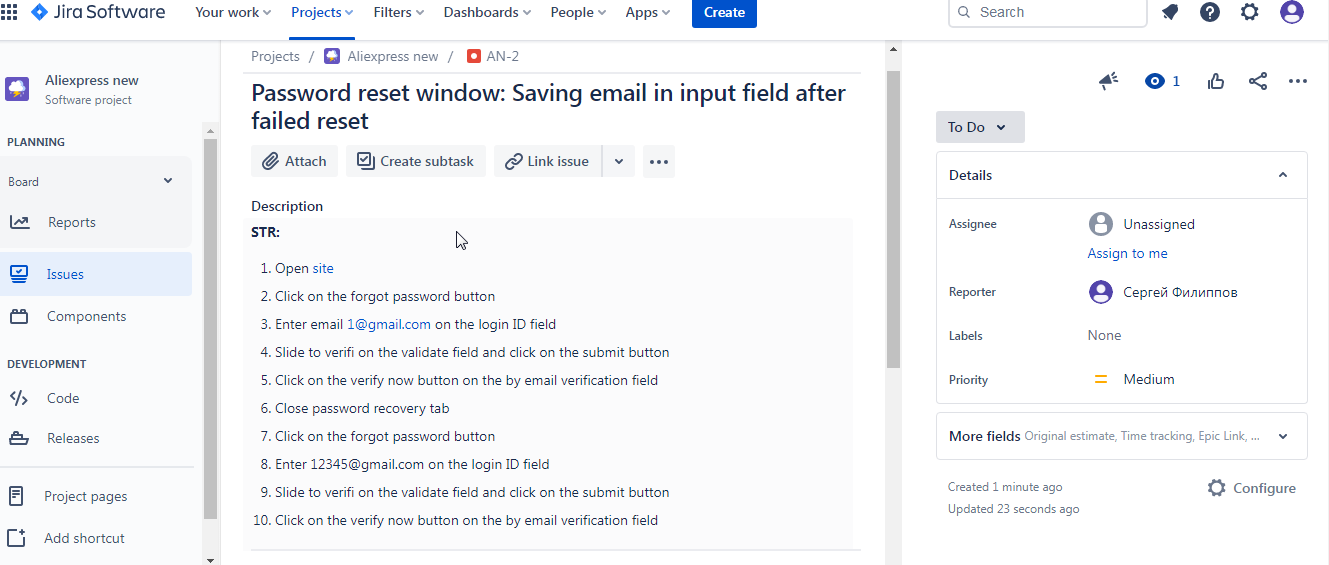 Jira Software
Your work
Projects
Filters
Dashboards
People
Apps
Create
Search
Aliexpress new
Software project
PLANNING
Board
Reports
Issues
Components
DEVELOPMENT
Code
Releases
Project pages
Add shortcut
Projects / Aliexpress new / AN-2
Password reset window: Saving email in input field after
failed reset
Attach
Create subtask
Link issue
Description
STR:
1. Open site
2. Click on the forgot password button
3. Enter email 1@gmail.com on the login ID field
4. Slide to verifi on the validate field and click on the submit button
5. Click on the verify now button on the by email verification field
6. Close password recovery tab
7. Click on the forgot password button
8. Enter 12345@gmail.com on the login ID field
9. Slide to verifi on the validate field and click on the submit button
10. Click on the verify now button on the by email verification field
1
To Do
Details
Assignee
Unassigned
Assign to me
Reporter
Сергей Филиппов
Labels
None
Priority
Medium
More fields Original estimate, Time tracking, Epic Link, ...
Created 1 minute ago
Updated 23 seconds ago
Configure